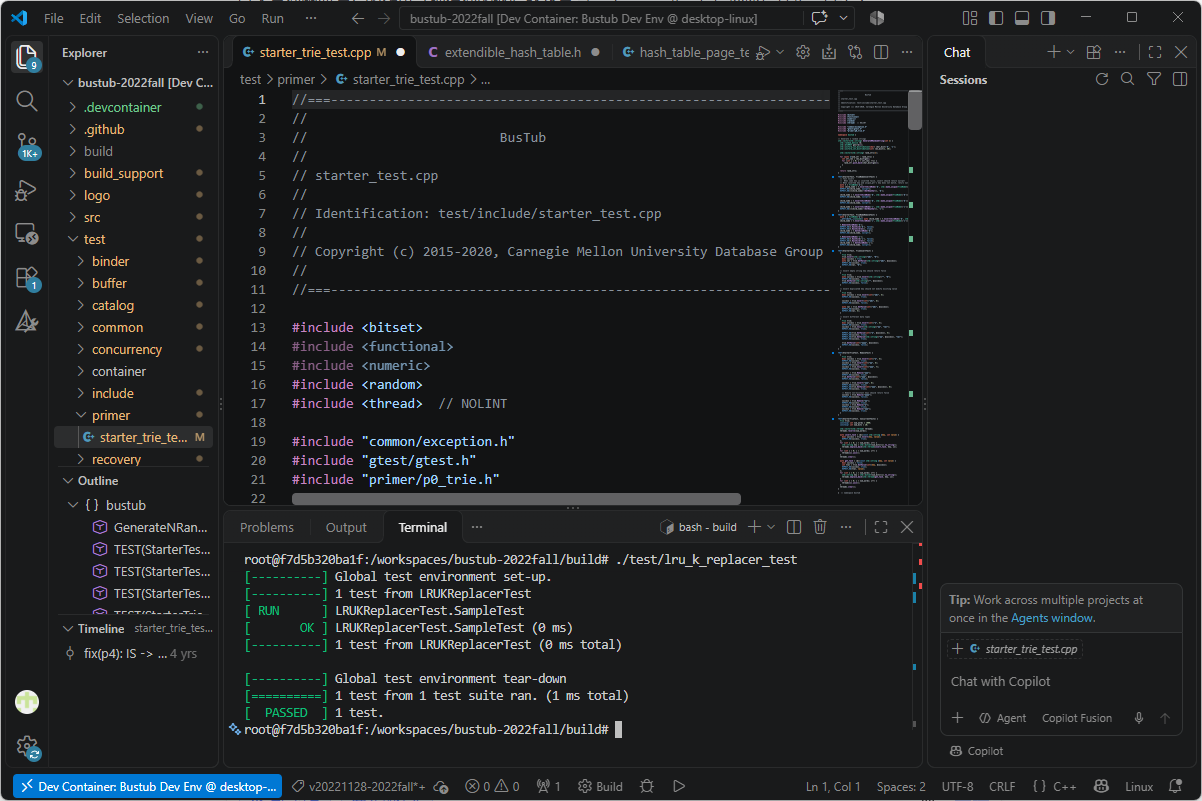 File Edit Selection View Go Run ··· bustub-2022fall [Dev Container: Bustub Dev Env @ desktop-linux]
Explorer ···
bustub-2022fall [Dev C...
.devcontainer
.github
build
build_support
logo
src
test
binder
buffer
catalog
common
concurrency
container
include
primer
starter_trie_te... M
recovery
Outline
{ } bustub
GenerateNRan...
TEST(StarterTes...
TEST(StarterTes...
TEST(StarterTes...
TEST(StarterTrie...
Timeline starter_trie_tes...
fix(p4): IS -> ... 4 yrs
9
1K+
1
starter_trie_test.cpp M
extendible_hash_table.h
hash_table_page_te
test > primer > starter_trie_test.cpp > ...
1 //===-----------------------------------------------------------------
2 //
3 // BusTub
4 //
5 // starter_test.cpp
6 //
7 // Identification: test/include/starter_test.cpp
8 //
9 // Copyright (c) 2015-2020, Carnegie Mellon University Database Group
10 //
11 //===-----------------------------------------------------------------
12
13 #include <bitset>
14 #include <functional>
15 #include <numeric>
16 #include <random>
17 #include <thread> // NOLINT
18
19 #include "common/exception.h"
20 #include "gtest/gtest.h"
21 #include "primer/p0_trie.h"
22
Problems Output Terminal ··· bash - build
root@f7d5b320ba1f:/workspaces/bustub-2022fall/build# ./test/lru_k_replacer_test
[----------] Global test environment set-up.
[----------] 1 test from LRUKReplacerTest
[ RUN      ] LRUKReplacerTest.SampleTest
[       OK ] LRUKReplacerTest.SampleTest (0 ms)
[----------] 1 test from LRUKReplacerTest (0 ms total)
[----------] Global test environment tear-down
[==========] 1 test from 1 test suite ran. (1 ms total)
[  PASSED  ] 1 test.
root@f7d5b320ba1f:/workspaces/bustub-2022fall/build#
Chat
Sessions
Tip: Work across multiple projects at
once in the Agents window.
starter_trie_test.cpp
Chat with Copilot
Agent Copilot Fusion
Copilot
Dev Container: Bustub Dev Env @ desktop-... v20221128-2022fall*+ 0 0 1 Build Ln 1, Col 1 Spaces: 2 UTF-8 CRLF { } C++ Linux